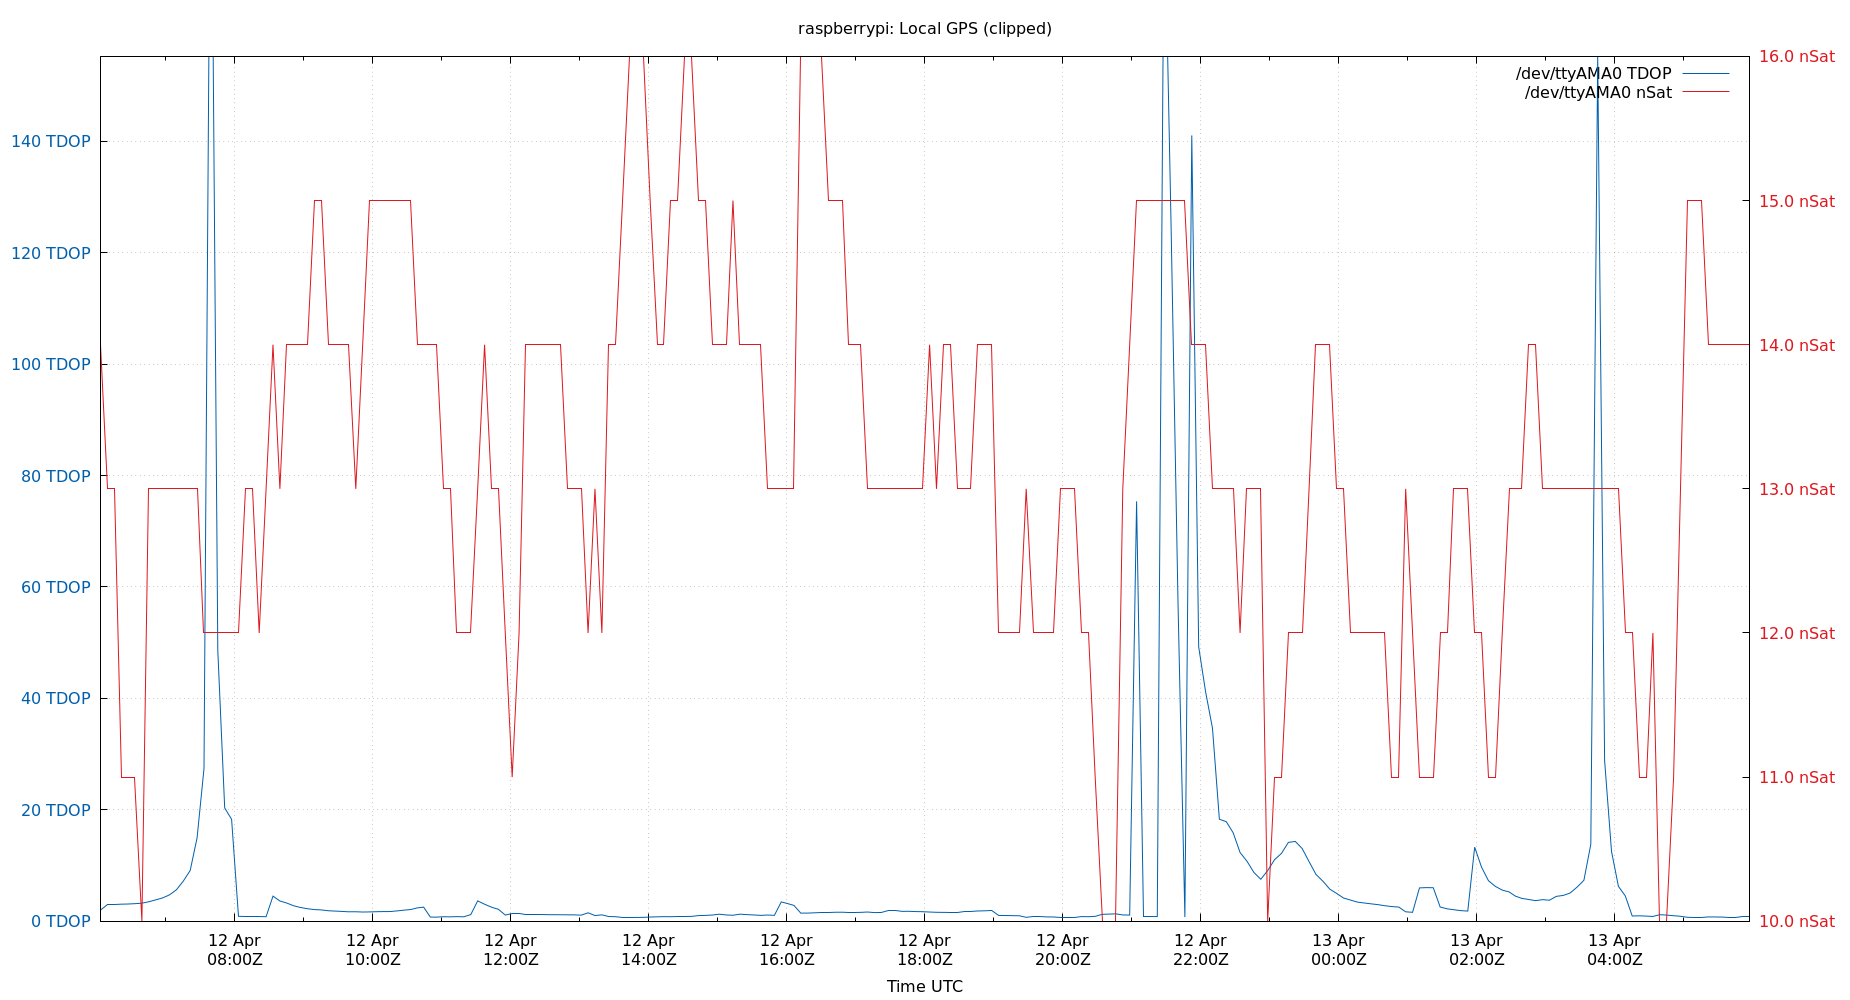 raspberrypi: Local GPS (clipped)
/dev/ttyAMA0 TDOP
/dev/ttyAMA0 nSat
140 TDOP
120 TDOP
100 TDOP
80 TDOP
60 TDOP
40 TDOP
20 TDOP
0 TDOP
16.0 nSat
15.0 nSat
14.0 nSat
13.0 nSat
12.0 nSat
11.0 nSat
10.0 nSat
12 Apr 12 Apr 12 Apr 12 Apr 12 Apr 12 Apr 12 Apr 12 Apr 13 Apr 13 Apr 13 Apr
08:00Z 10:00Z 12:00Z 14:00Z 16:00Z 18:00Z 20:00Z 22:00Z 00:00Z 02:00Z 04:00Z
Time UTC